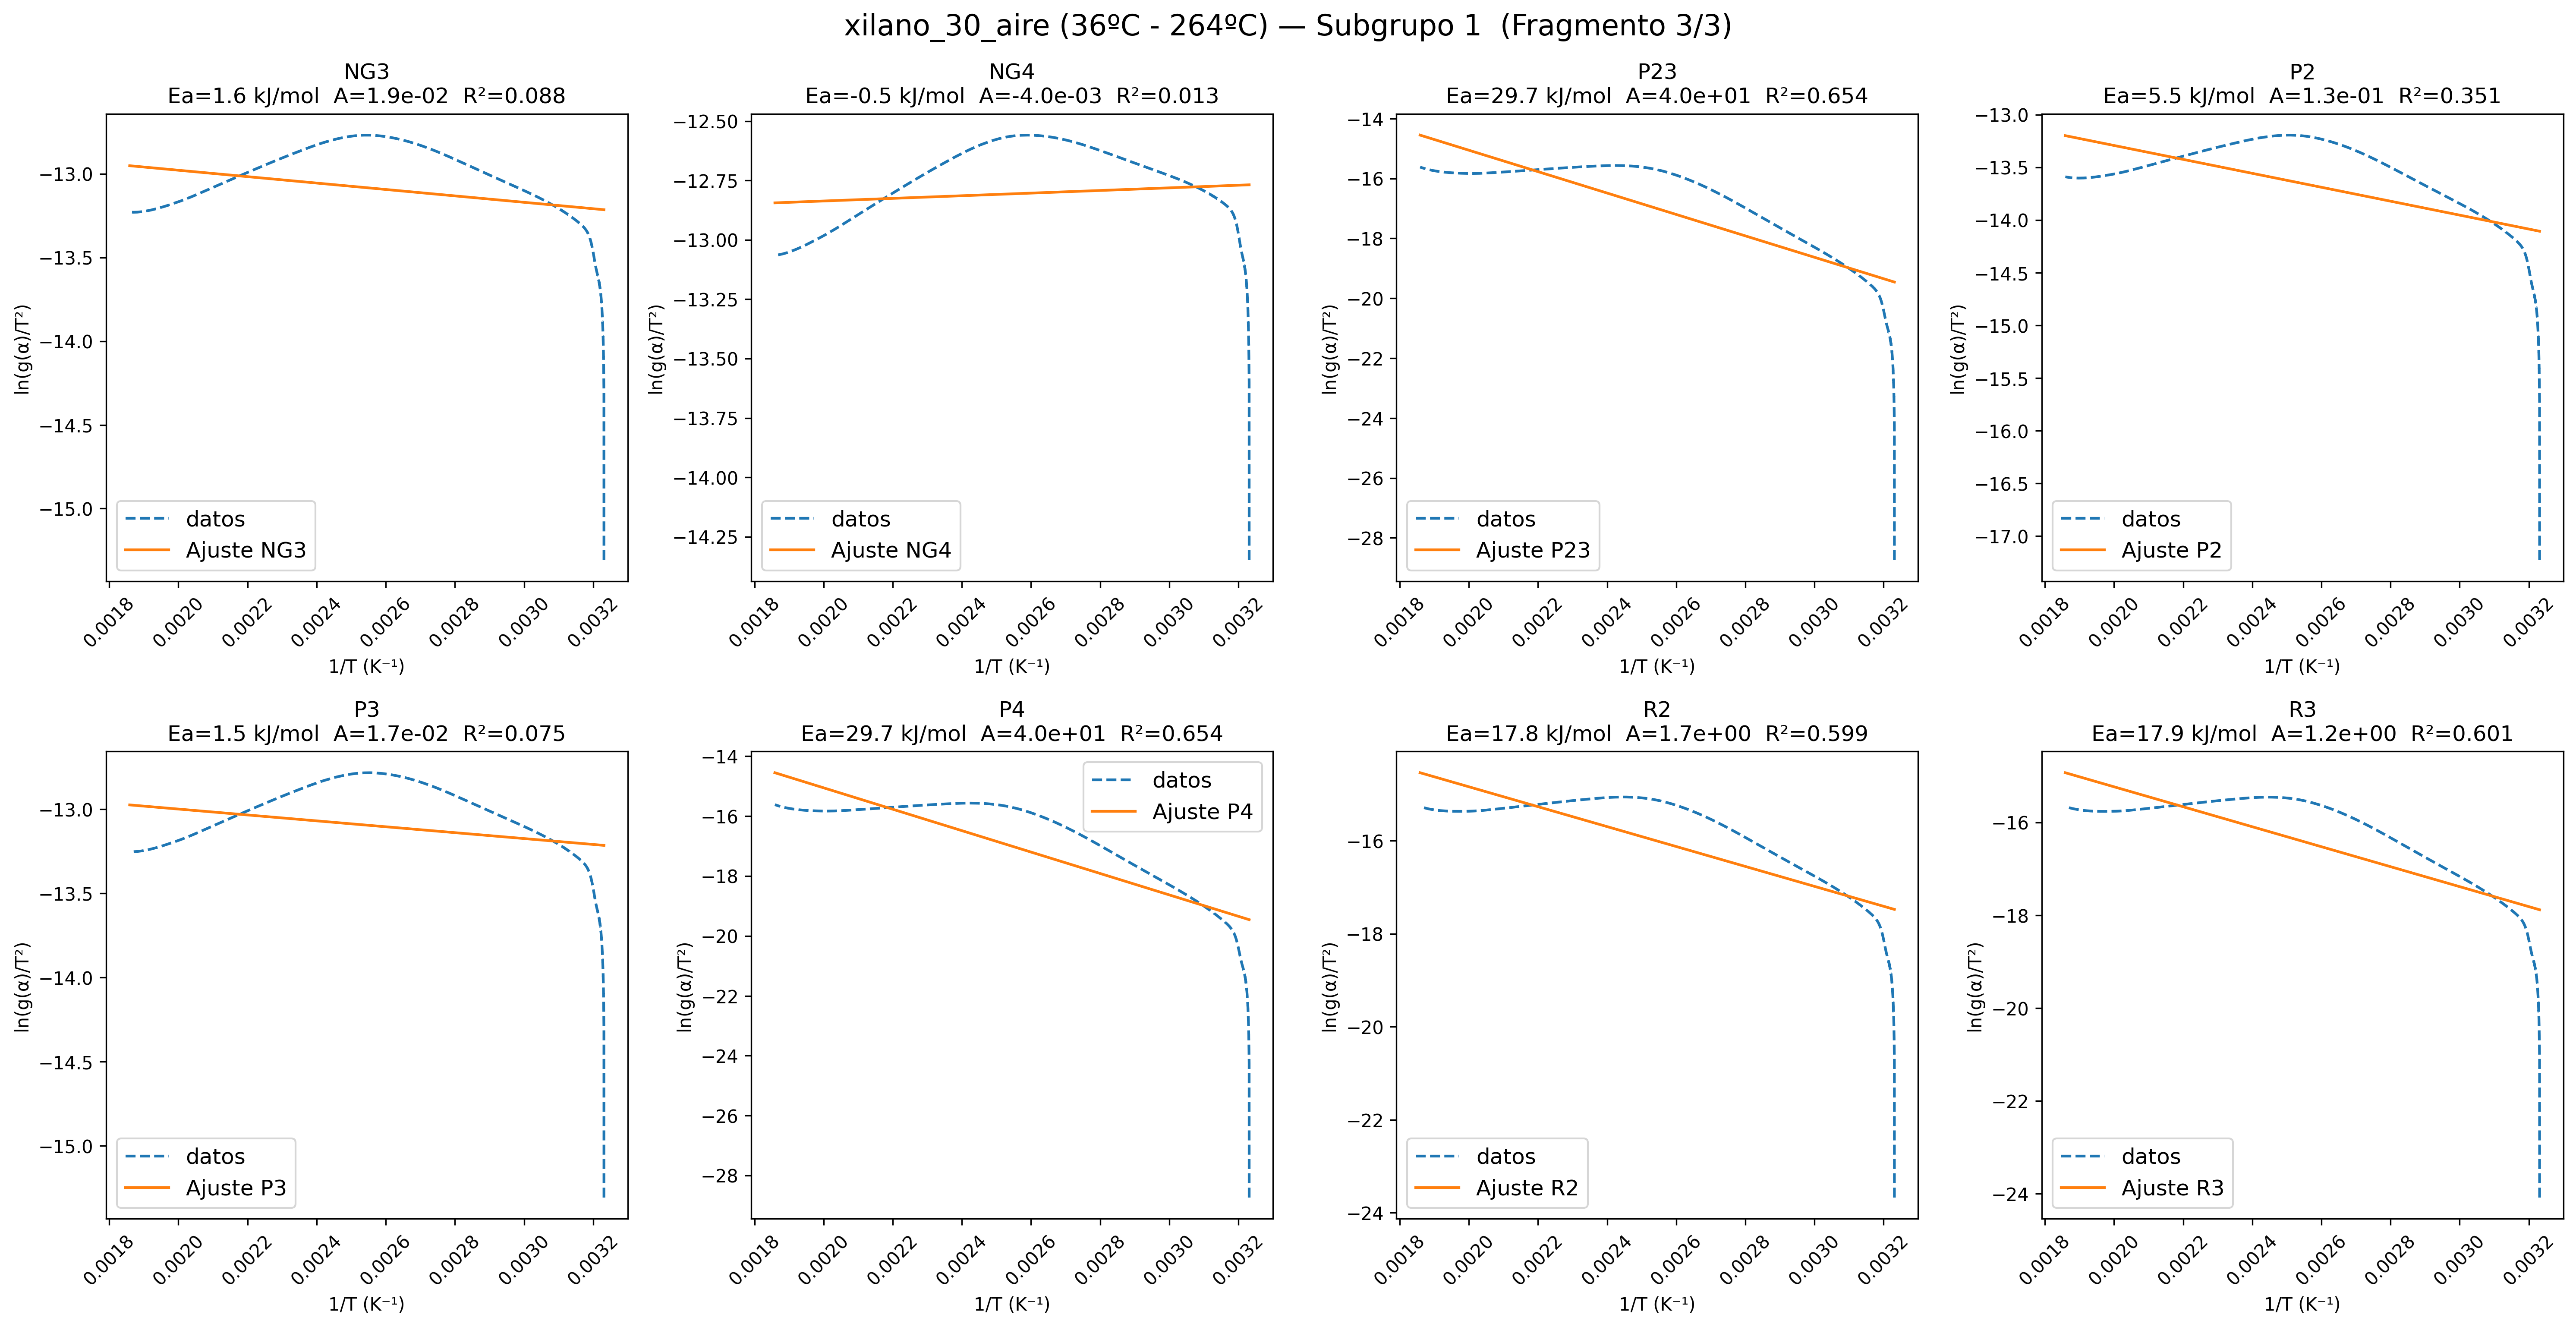 xilano_30_aire (36ºC - 264ºC) — Subgrupo 1 (Fragmento 3/3)
NG3
Ea=1.6 kJ/mol A=1.9e-02 R²=0.088
ln(g(α)/T²)
−13.0
−13.5
−14.0
−14.5
−15.0
datos
Ajuste NG3
0.0018
0.0020
0.0022
0.0024
0.0026
0.0028
0.0030
0.0032
1/T (K⁻¹)
NG4
Ea=-0.5 kJ/mol A=-4.0e-03 R²=0.013
ln(g(α)/T²)
−12.50
−12.75
−13.00
−13.25
−13.50
−13.75
−14.00
−14.25
datos
Ajuste NG4
0.0018
0.0020
0.0022
0.0024
0.0026
0.0028
0.0030
0.0032
1/T (K⁻¹)
P23
Ea=29.7 kJ/mol A=4.0e+01 R²=0.654
ln(g(α)/T²)
−14
−16
−18
−20
−22
−24
−26
−28
datos
Ajuste P23
0.0018
0.0020
0.0022
0.0024
0.0026
0.0028
0.0030
0.0032
1/T (K⁻¹)
P2
Ea=5.5 kJ/mol A=1.3e-01 R²=0.351
ln(g(α)/T²)
−13.0
−13.5
−14.0
−14.5
−15.0
−15.5
−16.0
−16.5
−17.0
datos
Ajuste P2
0.0018
0.0020
0.0022
0.0024
0.0026
0.0028
0.0030
0.0032
1/T (K⁻¹)
P3
Ea=1.5 kJ/mol A=1.7e-02 R²=0.075
ln(g(α)/T²)
−13.0
−13.5
−14.0
−14.5
−15.0
datos
Ajuste P3
0.0018
0.0020
0.0022
0.0024
0.0026
0.0028
0.0030
0.0032
1/T (K⁻¹)
P4
Ea=29.7 kJ/mol A=4.0e+01 R²=0.654
ln(g(α)/T²)
−14
−16
−18
−20
−22
−24
−26
−28
datos
Ajuste P4
0.0018
0.0020
0.0022
0.0024
0.0026
0.0028
0.0030
0.0032
1/T (K⁻¹)
R2
Ea=17.8 kJ/mol A=1.7e+00 R²=0.599
ln(g(α)/T²)
−16
−18
−20
−22
−24
datos
Ajuste R2
0.0018
0.0020
0.0022
0.0024
0.0026
0.0028
0.0030
0.0032
1/T (K⁻¹)
R3
Ea=17.9 kJ/mol A=1.2e+00 R²=0.601
ln(g(α)/T²)
−16
−18
−20
−22
−24
datos
Ajuste R3
0.0018
0.0020
0.0022
0.0024
0.0026
0.0028
0.0030
0.0032
1/T (K⁻¹)